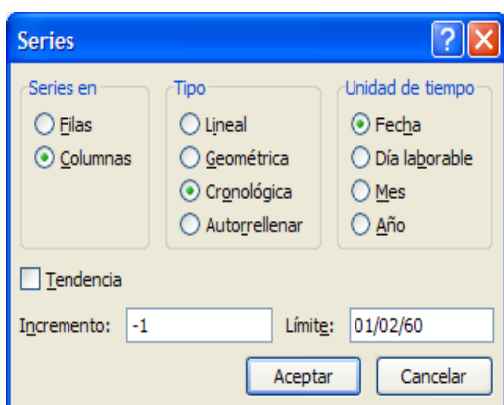 Series
Series en
Filas
Columnas
Tipo
Lineal
Geométrica
Cronológica
Autorrellenar
Unidad de tiempo
Fecha
Día laborable
Mes
Año
Tendencia
Incremento: -1
Límite: 01/02/60
Aceptar
Cancelar